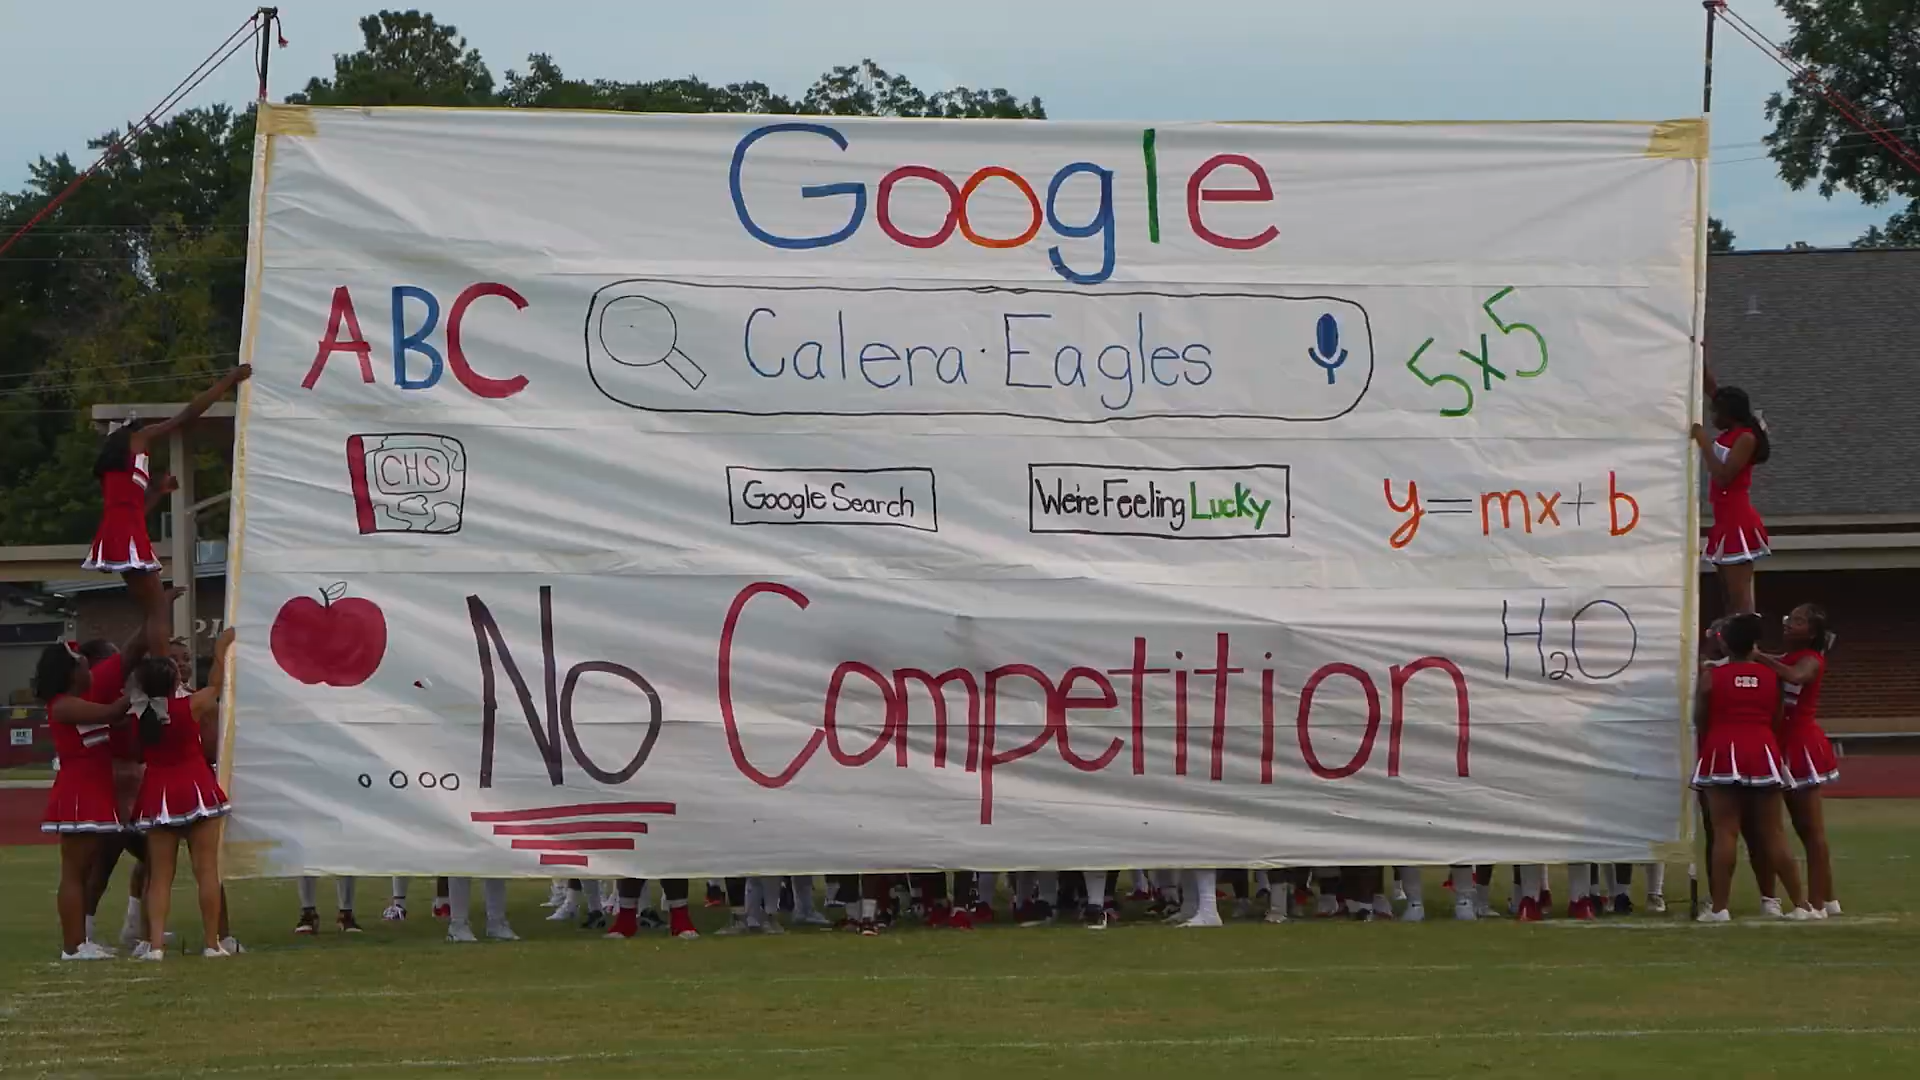 Google
ABC
Calera Eagles
5x5
CHS
Google Search
We're Feeling Lucky
y=mx+b
H₂O
.... No Competition
CHS